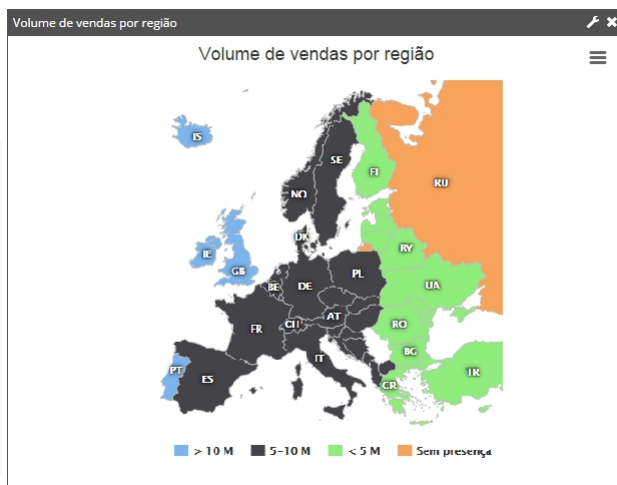 Volume de vendas por região
Volume de vendas por região
IS
SE
FI
NO
RU
DK
RY
IE
GB
BE
DE
PL
UA
FR
CH
AT
RO
BG
IT
PT
ES
GR
TR
> 10 M 5-10 M < 5 M Sem presença